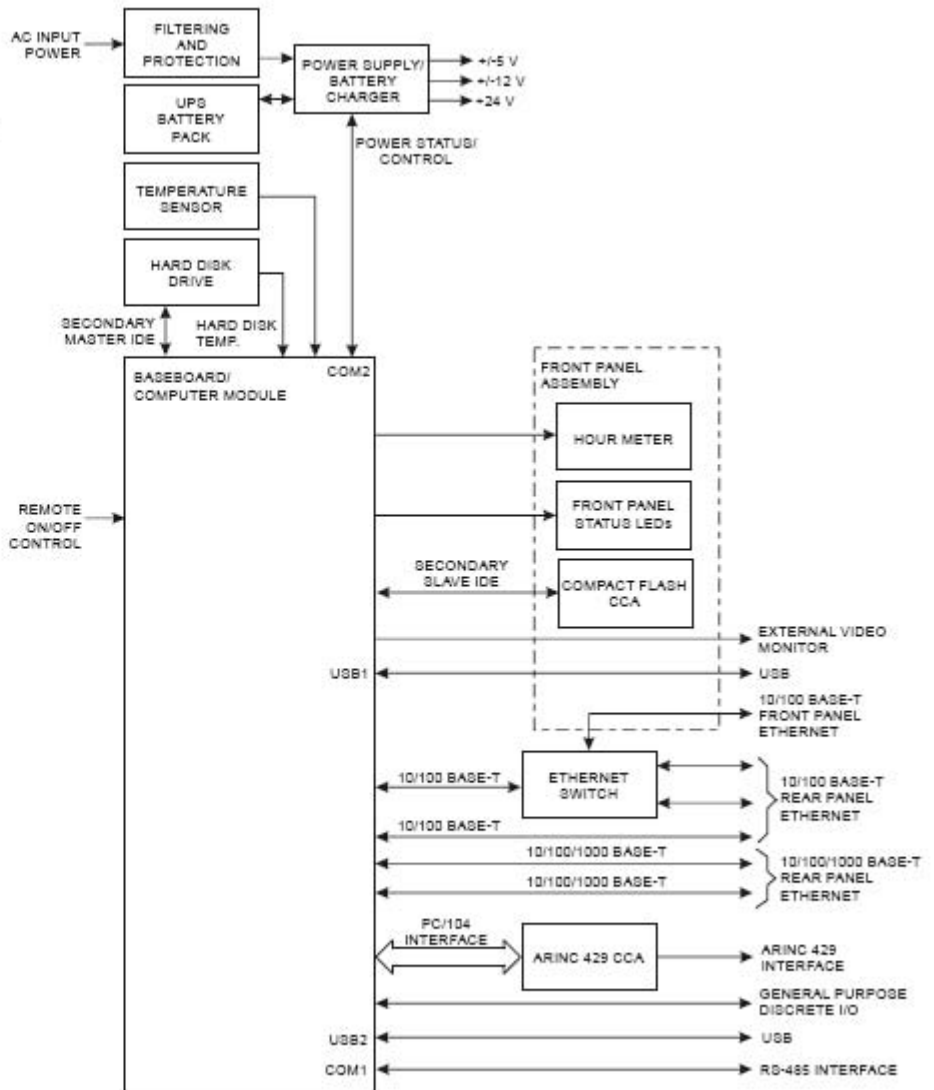 AC INPUT
POWER
FILTERING
AND
PROTECTION
POWER SUPPLY/
BATTERY
CHARGER
+/-5 V
+/-12 V
+24 V
UPS
BATTERY
PACK
POWER STATUS/
CONTROL
TEMPERATURE
SENSOR
HARD DISK
DRIVE
SECONDARY
MASTER IDE
HARD DISK
TEMP.
BASEBOARD/
COMPUTER MODULE
COM2
FRONT PANEL
ASSEMBLY
HOUR METER
REMOTE
ON/OFF
CONTROL
FRONT PANEL
STATUS LEDs
SECONDARY
SLAVE IDE
COMPACT FLASH
CCA
EXTERNAL VIDEO
MONITOR
USB1
USB
10/100 BASE-T
FRONT PANEL
ETHERNET
10/100 BASE-T
ETHERNET
SWITCH
10/100 BASE-T
REAR PANEL
ETHERNET
10/100 BASE-T
10/100/1000 BASE-T
10/100/1000 BASE-T
10/100/1000 BASE-T
REAR PANEL
ETHERNET
PC/104
INTERFACE
ARINC 429 CCA
ARINC 429
INTERFACE
GENERAL PURPOSE
DISCRETE I/O
USB2
USB
COM1
RS-485 INTERFACE